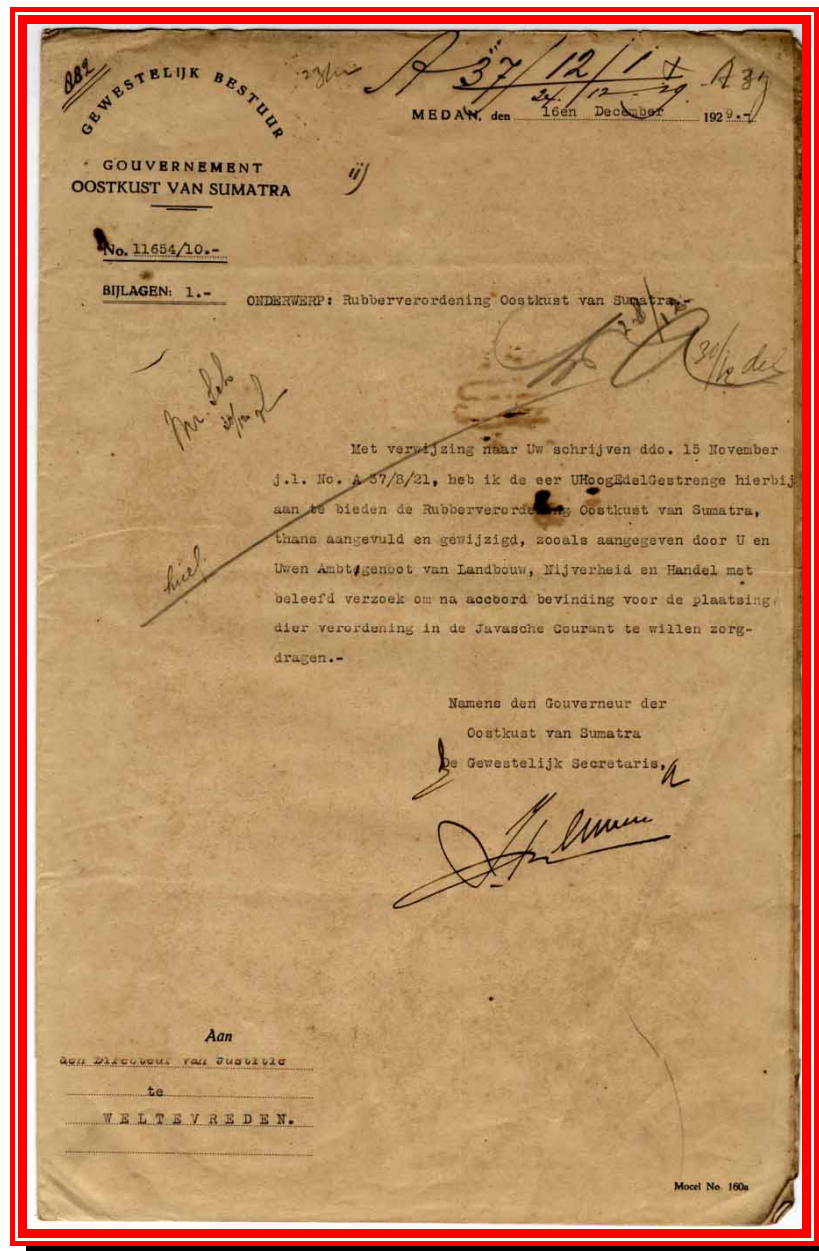 882
GEWESTELIJK BESTUUR
A 37/12/1
24/12-29
MEDAN, den 16en December 1929.-
GOUVERNEMENT
OOSTKUST VAN SUMATRA
No. 11654/10.-
BIJLAGEN: 1.-
ONDERWERP: Rubberverordening Oostkust van Sumatra.-
Met verwijzing naar Uw schrijven ddo. 15 November
j.l. No. A 37/8/21, heb ik de eer UHoogEdelGestrenge hierbij
aan te bieden de Rubberverordening Oostkust van Sumatra,
thans aangevuld en gewijzigd, zooals aangegeven door U en
Uwen Ambtgenoot van Landbouw, Nijverheid en Handel met
beleefd verzoek om na accoord bevinding voor de plaatsing
dier verordening in de Javasche Courant te willen zorg-
dragen.-
Namens den Gouverneur der
Oostkust van Sumatra
De Gewestelijk Secretaris,
Aan
den Directeur van Justitie
te
WELTEVREDEN.
Mocel No. 160a